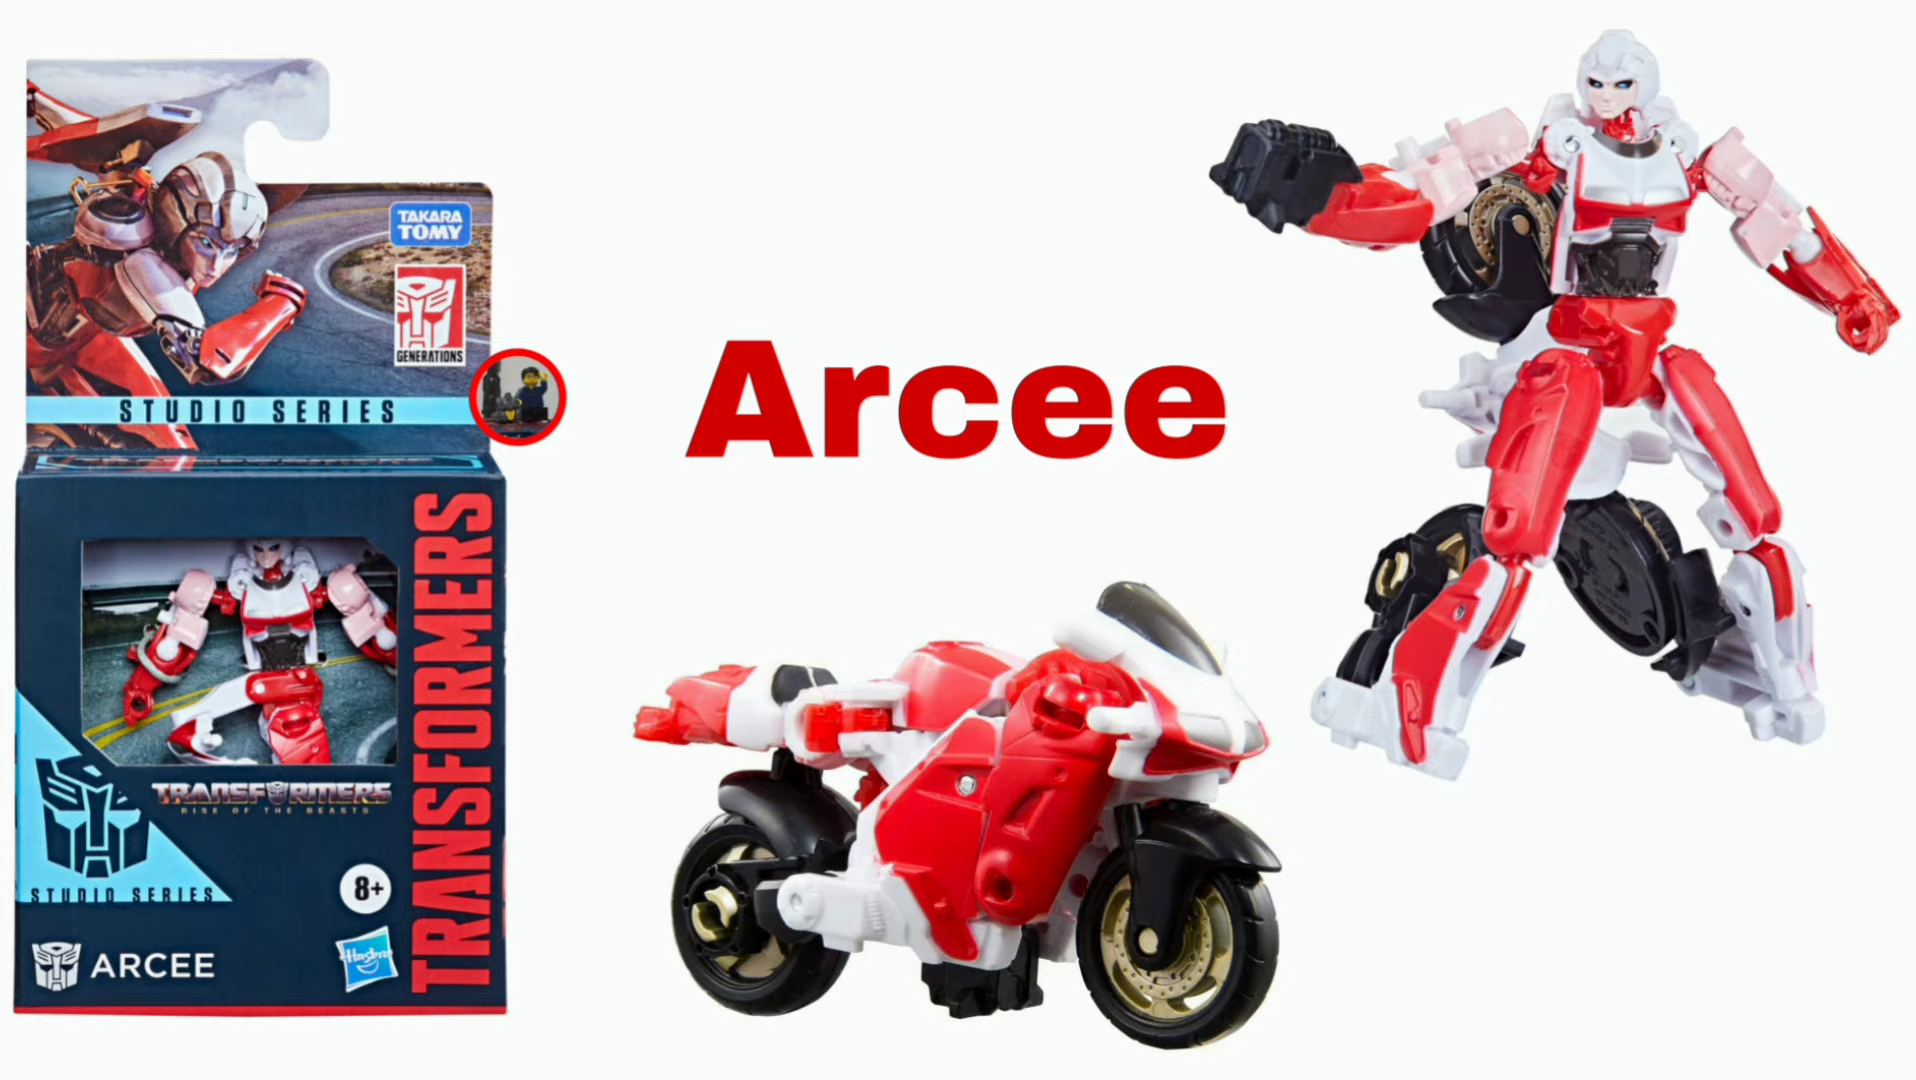 TAKARA
TOMY
GENERATIONS
STUDIO SERIES
Arcee
TRANSFORMERS
TRANSFORMERS
RISE OF THE BEASTS
STUDIO SERIES
8+
ARCEE
Hasbro